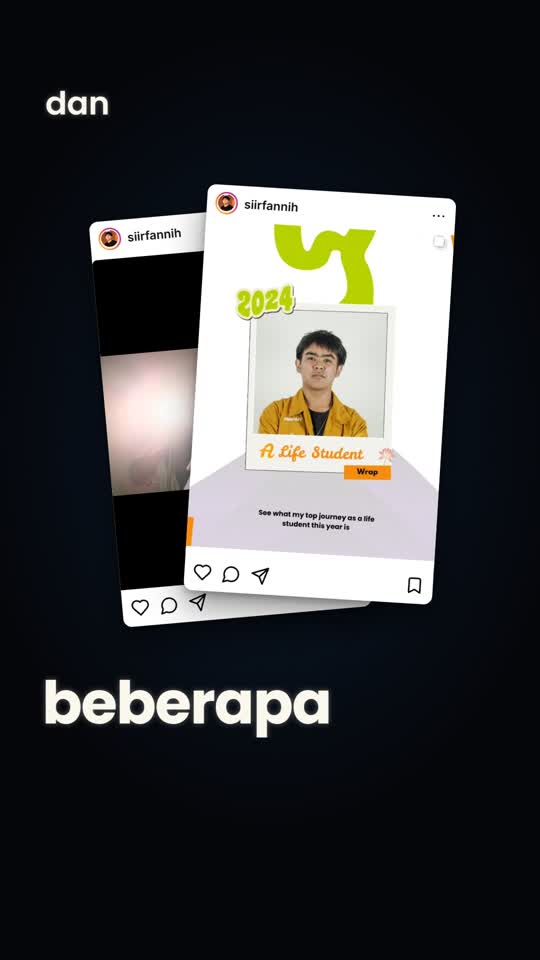 dan
siirfannih
siirfannih
2024
A Life Student
Wrap
See what my top journey as a life
student this year is
beberapa